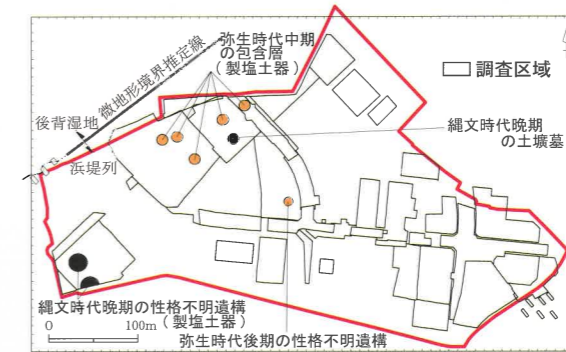 弥生時代中期
の包含層
(製塩土器)
微地形境界推定線
調査区域
後背湿地
浜堤列
縄文時代晩期
の土壙墓
縄文時代晩期の性格不明遺構
(製塩土器)
0 100m
弥生時代後期の性格不明遺構